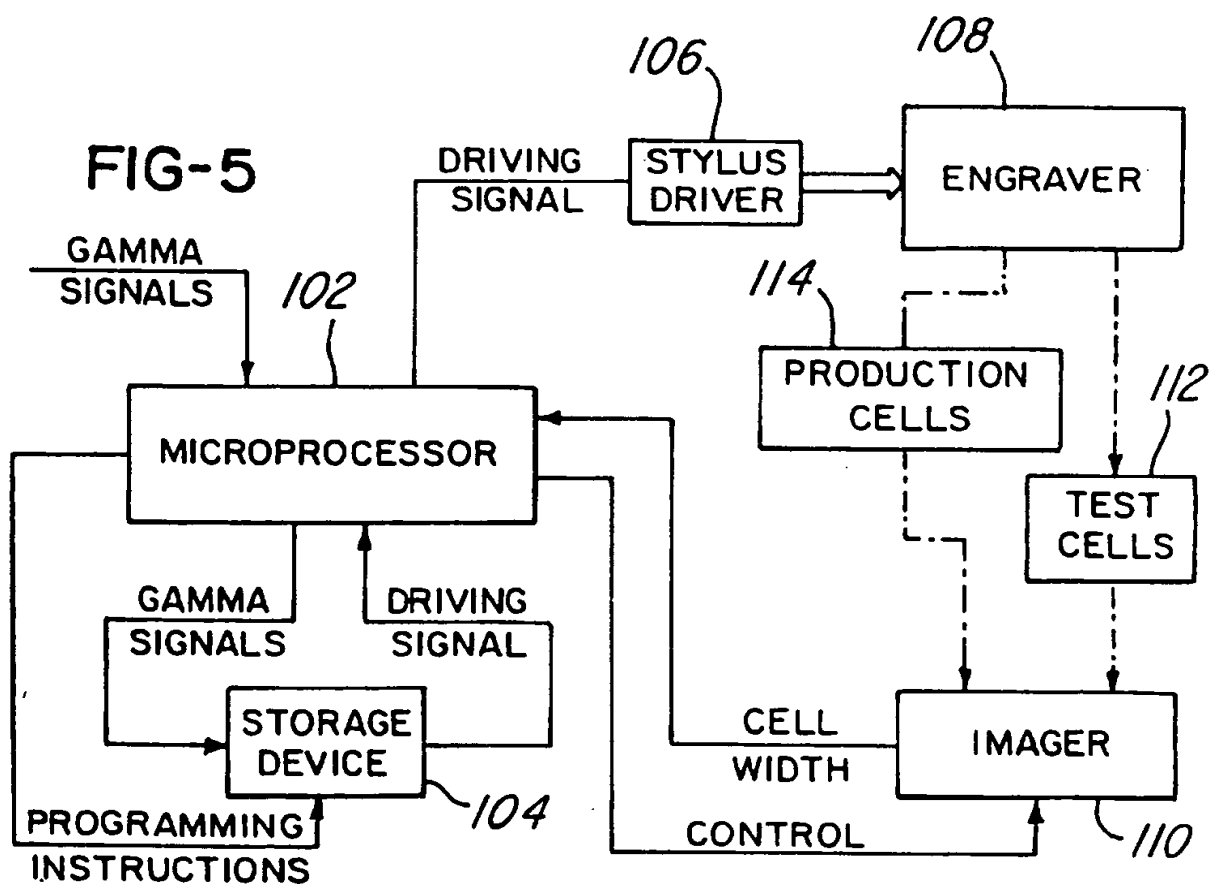 FIG-5
106
108
DRIVING
SIGNAL
STYLUS
DRIVER
ENGRAVER
GAMMA
SIGNALS
102
114
PRODUCTION
CELLS
112
MICROPROCESSOR
TEST
CELLS
GAMMA
SIGNALS
DRIVING
SIGNAL
STORAGE
DEVICE
104
CELL
WIDTH
IMAGER
PROGRAMMING
INSTRUCTIONS
CONTROL
110